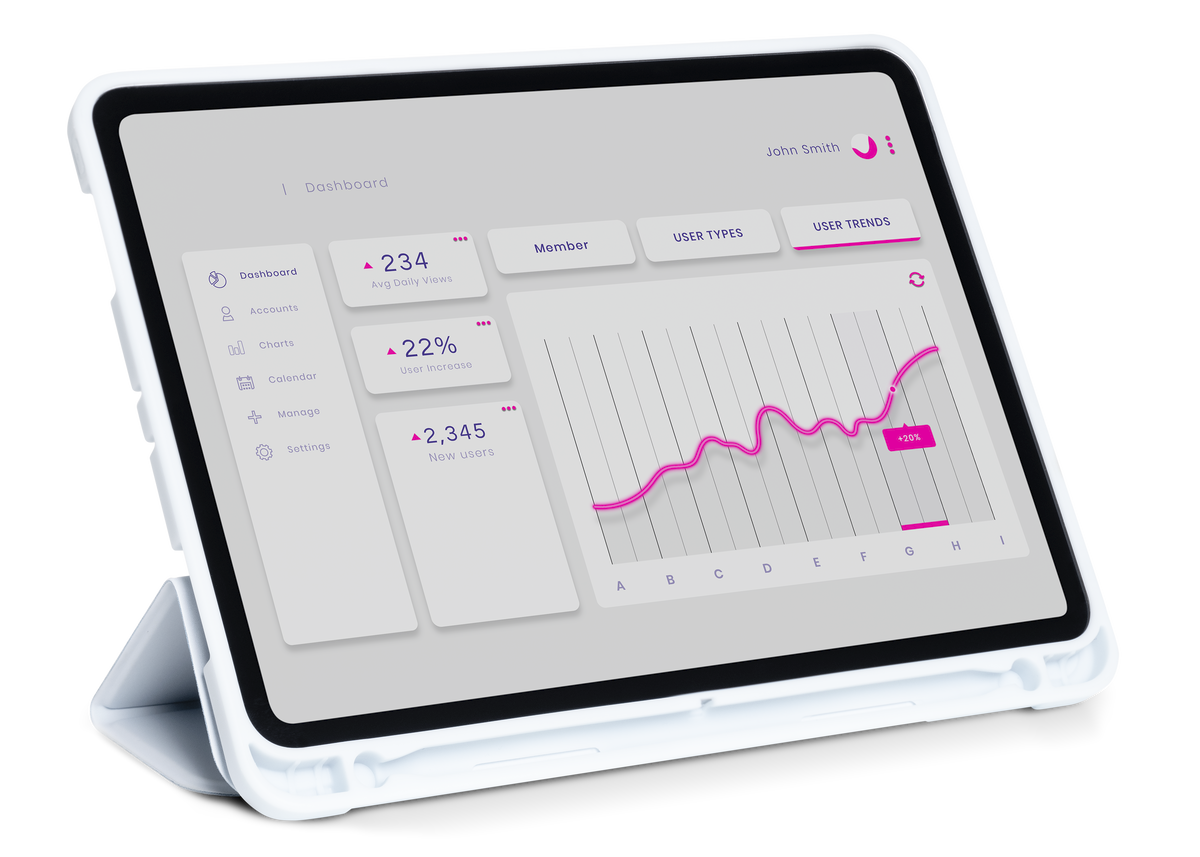 John Smith
| Dashboard
Dashboard
Accounts
Charts
Calendar
Manage
Settings
234
Avg Daily Views
22%
User Increase
2,345
New users
Member
USER TYPES
USER TRENDS
+20%
A B C D E F G H I